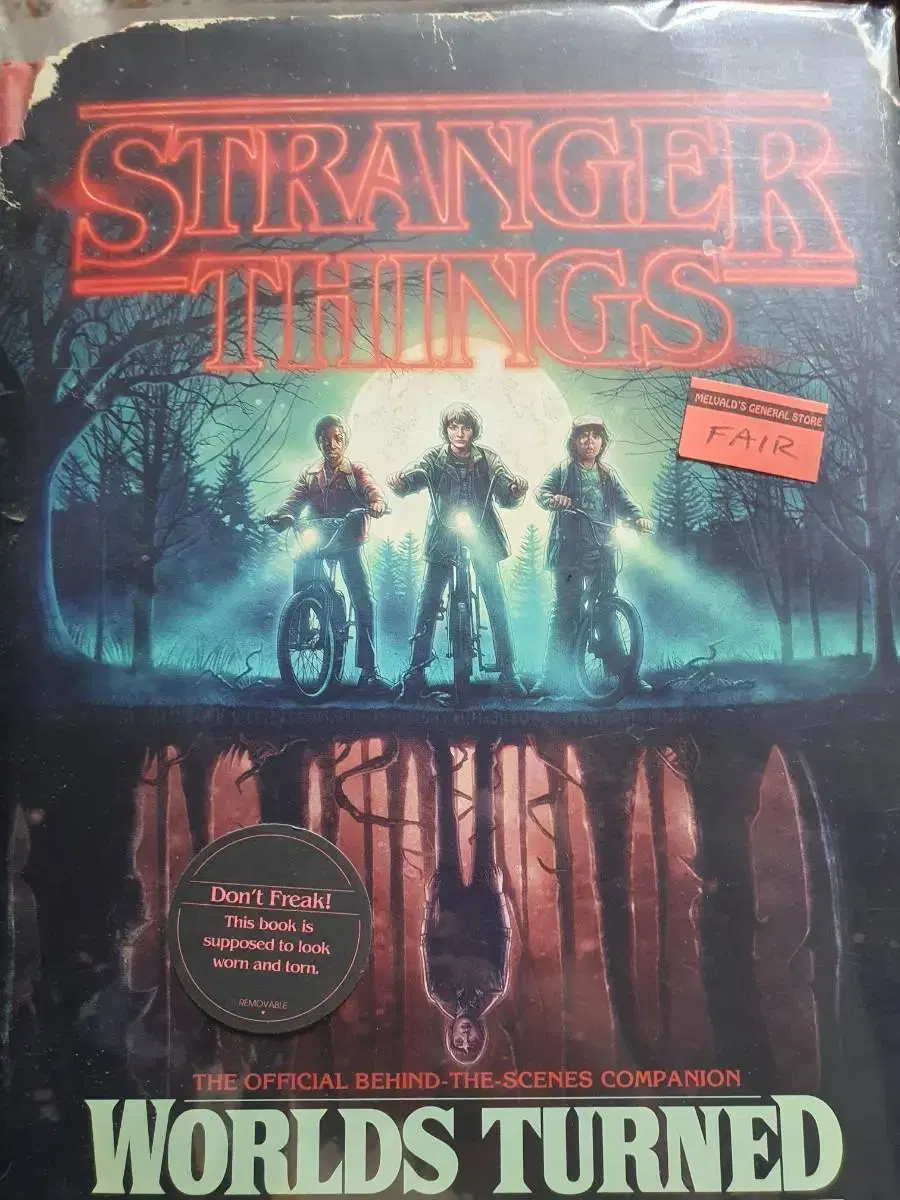 STRANGER
THINGS
MELVALD'S GENERAL STORE
FAIR
Don't Freak!
This book is
supposed to look
worn and torn.
REMOVABLE
THE OFFICIAL BEHIND-THE-SCENES COMPANION
WORLDS TURNED